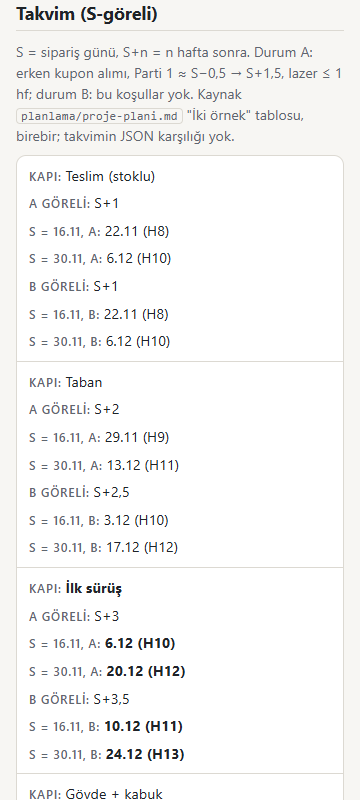 Takvim (S-göreli)
S = sipariş günü, S+n = n hafta sonra. Durum A:
erken kupon alımı, Parti 1 ≈ S−0,5 → S+1,5, lazer ≤ 1
hf; durum B: bu koşullar yok. Kaynak
planlama/proje-plani.md "İki örnek" tablosu,
birebir; takvimin JSON karşılığı yok.
KAPI: Teslim (stoklu)
A GÖRELİ: S+1
S = 16.11, A: 22.11 (H8)
S = 30.11, A: 6.12 (H10)
B GÖRELİ: S+1
S = 16.11, B: 22.11 (H8)
S = 30.11, B: 6.12 (H10)
KAPI: Taban
A GÖRELİ: S+2
S = 16.11, A: 29.11 (H9)
S = 30.11, A: 13.12 (H11)
B GÖRELİ: S+2,5
S = 16.11, B: 3.12 (H10)
S = 30.11, B: 17.12 (H12)
KAPI: İlk sürüş
A GÖRELİ: S+3
S = 16.11, A: 6.12 (H10)
S = 30.11, A: 20.12 (H12)
B GÖRELİ: S+3,5
S = 16.11, B: 10.12 (H11)
S = 30.11, B: 24.12 (H13)
KAPI: Gövde + kabuk